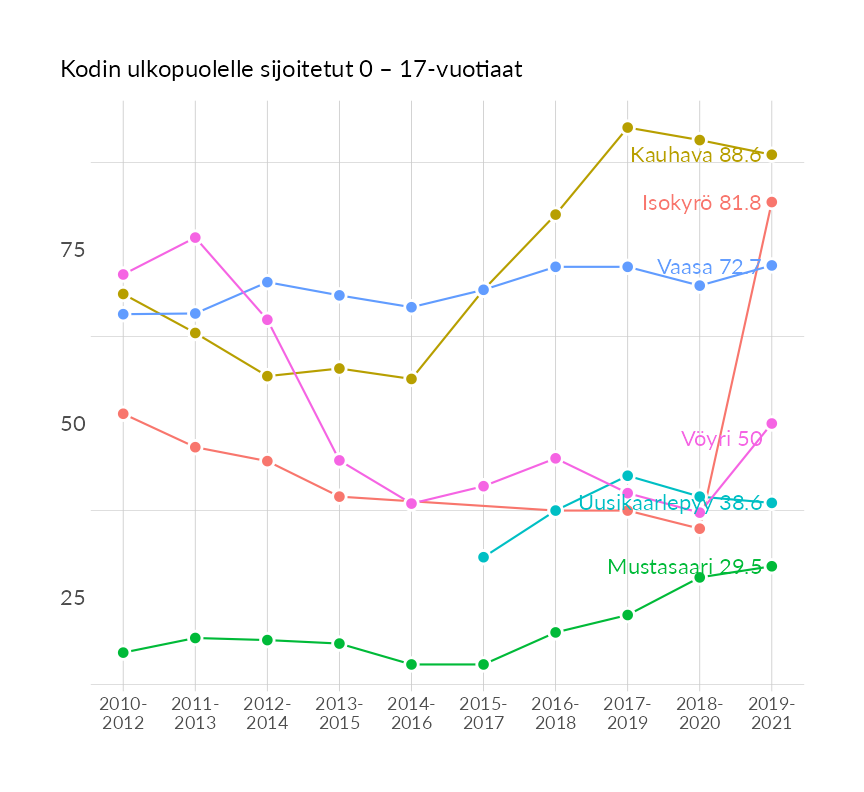 Kodin ulkopuolelle sijoitetut 0 – 17-vuotiaat
Kauhava 88.6
Isokyrö 81.8
75
Vaasa 72.7
50
Vöyri 50
Uusikaarlepyy 38.6
Mustasaari 29.5
25
2010- 2011- 2012- 2013- 2014- 2015- 2016- 2017- 2018- 2019-
2012 2013 2014 2015 2016 2017 2018 2019 2020 2021